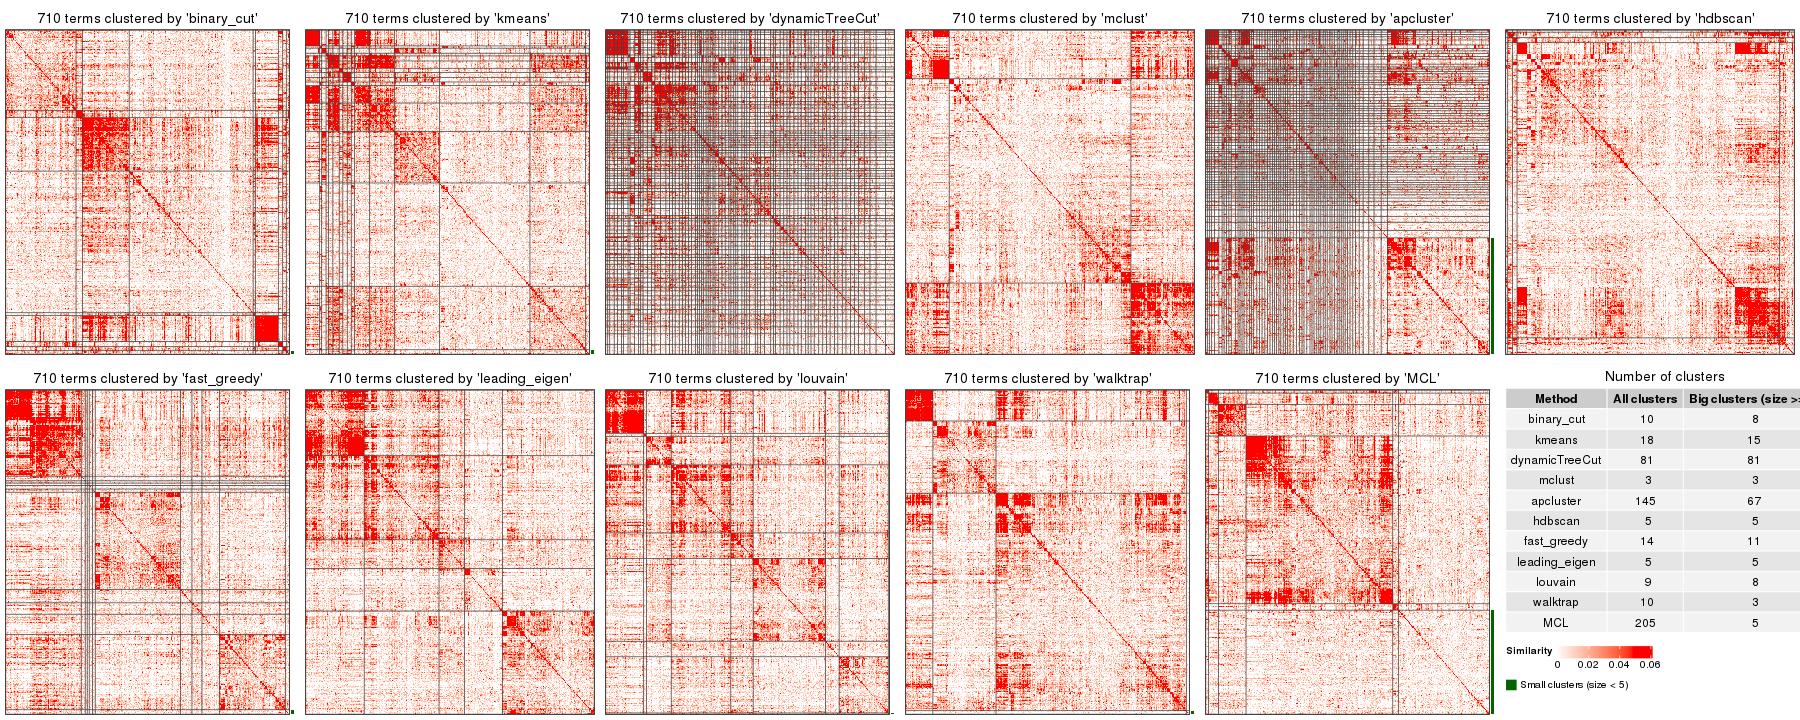 710 terms clustered by 'binary_cut'
710 terms clustered by 'kmeans'
710 terms clustered by 'dynamicTreeCut'
710 terms clustered by 'mclust'
710 terms clustered by 'apcluster'
710 terms clustered by 'hdbscan'
710 terms clustered by 'fast_greedy'
710 terms clustered by 'leading_eigen'
710 terms clustered by 'louvain'
710 terms clustered by 'walktrap'
710 terms clustered by 'MCL'
Number of clusters
Method All clusters Big clusters (size >
binary_cut 10 8
kmeans 18 15
dynamicTreeCut 81 81
mclust 3 3
apcluster 145 67
hdbscan 5 5
fast_greedy 14 11
leading_eigen 5 5
louvain 9 8
walktrap 10 3
MCL 205 5
Similarity
0 0.02 0.04 0.06
Small clusters (size < 5)